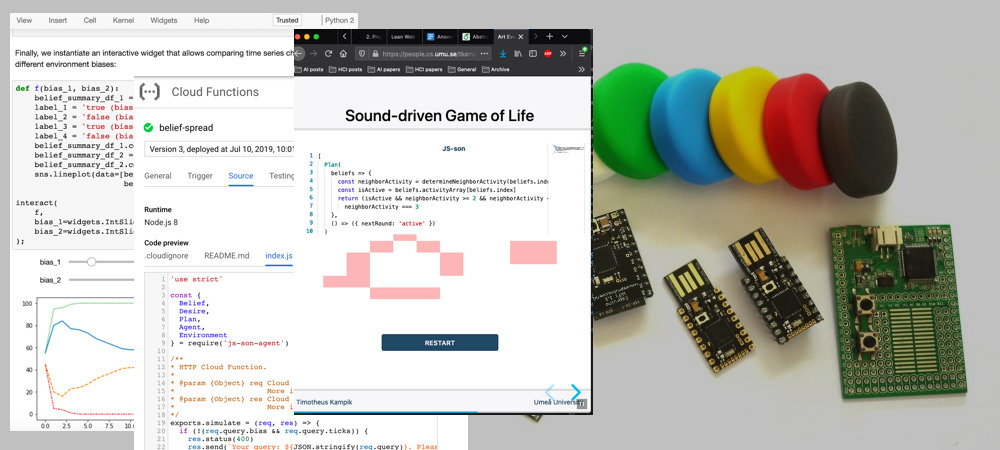 View Insert Cell Kernel Widgets Help Trusted Python 2
Finally, we instantiate an interactive widget that allows comparing time series
different environment biases:
def f(bias_1, bias_2):
belief_summary_df_1 =
label_1 = 'true (bias
label_2 = 'false (bia
label_3 = 'true (bias
label_4 = 'false (bia
belief_summary_df_1.c
belief_summary_df_2 =
belief_summary_df_2.c
sns.lineplot(data=[be
be
interact(
f,
bias_1=widgets.IntSli
bias_2=widgets.IntSli
);
bias_1
bias_2
100
80
60
40
20
0
0.0 2.5 5.0 7.5 10.
Cloud Functions
belief-spread
Version 3, deployed at Jul 10, 2019, 10:01
General Trigger Source Testing
Runtime
Node.js 8
Code preview
.cloudignore README.md index.js
1 'use strict'
2
3 const {
4 Belief,
5 Desire,
6 Plan,
7 Agent,
8 Environment
9 } = require('js-son-agent')
10
11 /**
12 * HTTP Cloud Function.
13 *
14 * @param {Object} req Cloud
15 * More i
16 * @param {Object} res Cloud
17 * More i
18 */
19 exports.simulate = (req, res) => {
20 if (!(req.query.bias && req.query.ticks)) {
21 res.status(400)
22 res.send(`Your query: ${JSON.stringify(req.query)}. Pleas
2. Pre Lean Web Answ Abstra Art Ev
https://people.cs.umu.se/tkam
AI posts HCI posts AI papers HCI papers General Archive
Sound-driven Game of Life
JS-son
1 [
2 Plan(
3 beliefs => {
4 const neighborActivity = determineNeighborActivity(beliefs.ind
5 const isActive = beliefs.activityArray[beliefs.index]
6 return (isActive && neighborActivity >= 2 && neighborActivity
7 neighborActivity === 3
8 },
9 () => ({ nextRound: 'active' })
10 )
RESTART
Timotheus Kampik Umeå Universi